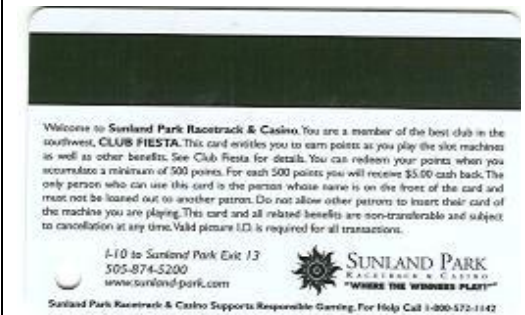 Welcome to Sunland Park Racetrack & Casino. You are a member of the best club in the
southwest, CLUB FIESTA. This card entitles you to earn points as you play the slot machines
as well as other benefits. See Club Fiesta for details. You can redeem your points when you
accumulate a minimum of 500 points. For each 500 points you will receive $5.00 cash back. The
only person who can use this card is the person whose name is on the front of the card and
must not be loaned out to another patron. Do not allow other patrons to insert their card of
the machine you are playing. This card and all related benefits are non-transferable and subject
to cancellation at any time. Valid picture I.D. is required for all transactions.
I-10 to Sunland Park Exit 13
505-874-5200
www.sunland-park.com
SUNLAND PARK
RACETRACK & CASINO
"WHERE THE WINNERS PLAY!"
Sunland Park Racetrack & Casino Supports Responsible Gaming. For Help Call 1-800-572-1142